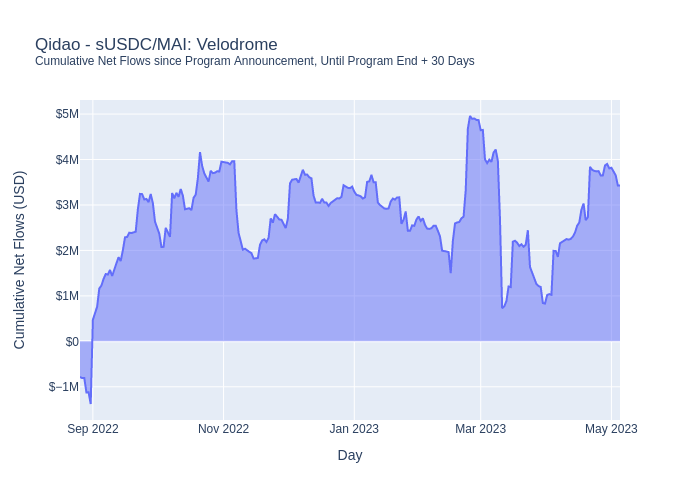 Qidao - sUSDC/MAI: Velodrome
Cumulative Net Flows since Program Announcement, Until Program End + 30 Days
Cumulative Net Flows (USD)
$5M
$4M
$3M
$2M
$1M
$0
$−1M
Sep 2022
Nov 2022
Jan 2023
Mar 2023
May 2023
Day